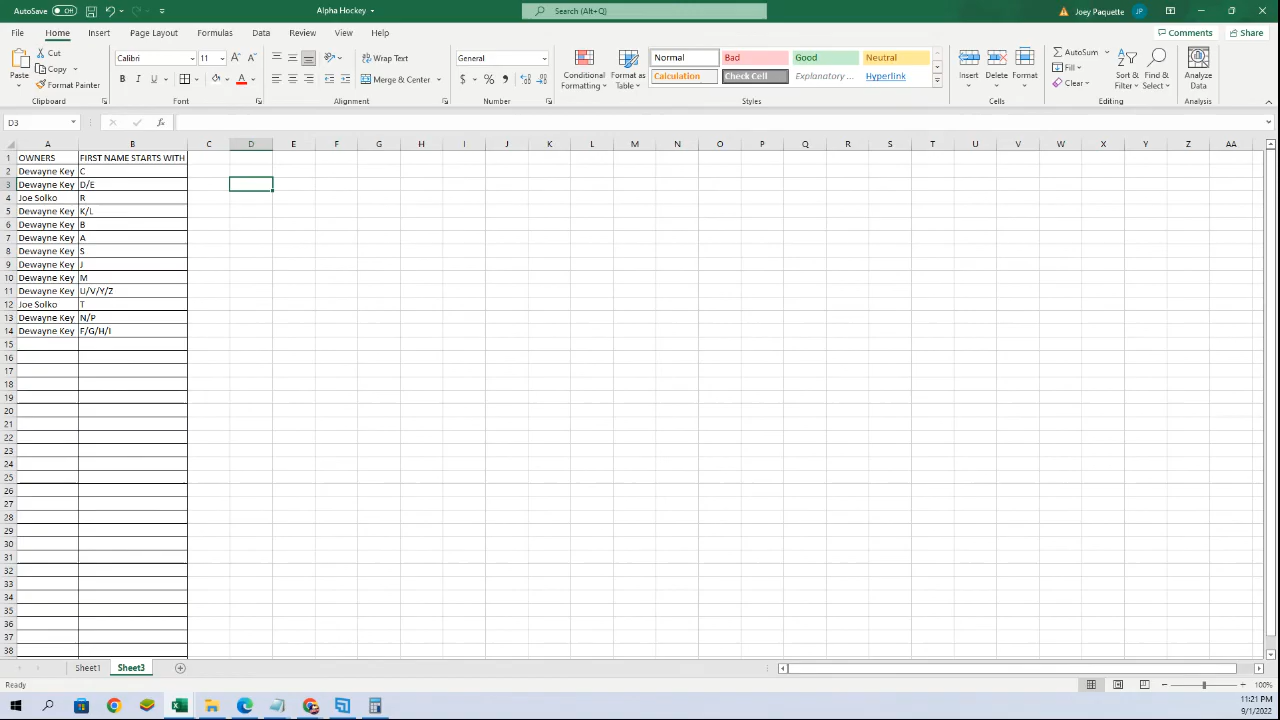 AutoSave Off Alpha Hockey Search (Alt+Q) Joey Paquette JP
File Home Insert Page Layout Formulas Data Review View Help Comments Share
Paste Cut Copy Format Painter
Clipboard
Calibri 11
B I U
Font
Wrap Text
Merge & Center
Alignment
General
$ % 9
Number
Conditional Formatting Format as Table
Normal Bad Good Neutral
Calculation Check Cell Explanatory ... Hyperlink
Styles
Insert Delete Format
Cells
AutoSum
Fill
Clear
Sort & Filter Find & Select
Editing
Analyze Data
Analysis
D3 fx
A B C D E F G H I J K L M N O P Q R S T U V W X Y Z AA
1 OWNERS FIRST NAME STARTS WITH
2 Dewayne Key C
3 Dewayne Key D/E
4 Joe Solko R
5 Dewayne Key K/L
6 Dewayne Key B
7 Dewayne Key A
8 Dewayne Key S
9 Dewayne Key J
10 Dewayne Key M
11 Dewayne Key U/V/Y/Z
12 Joe Solko T
13 Dewayne Key N/P
14 Dewayne Key F/G/H/I
15
16
17
18
19
20
21
22
23
24
25
26
27
28
29
30
31
32
33
34
35
36
37
38
Sheet1 Sheet3
Ready 100%
11:21 PM
9/1/2022